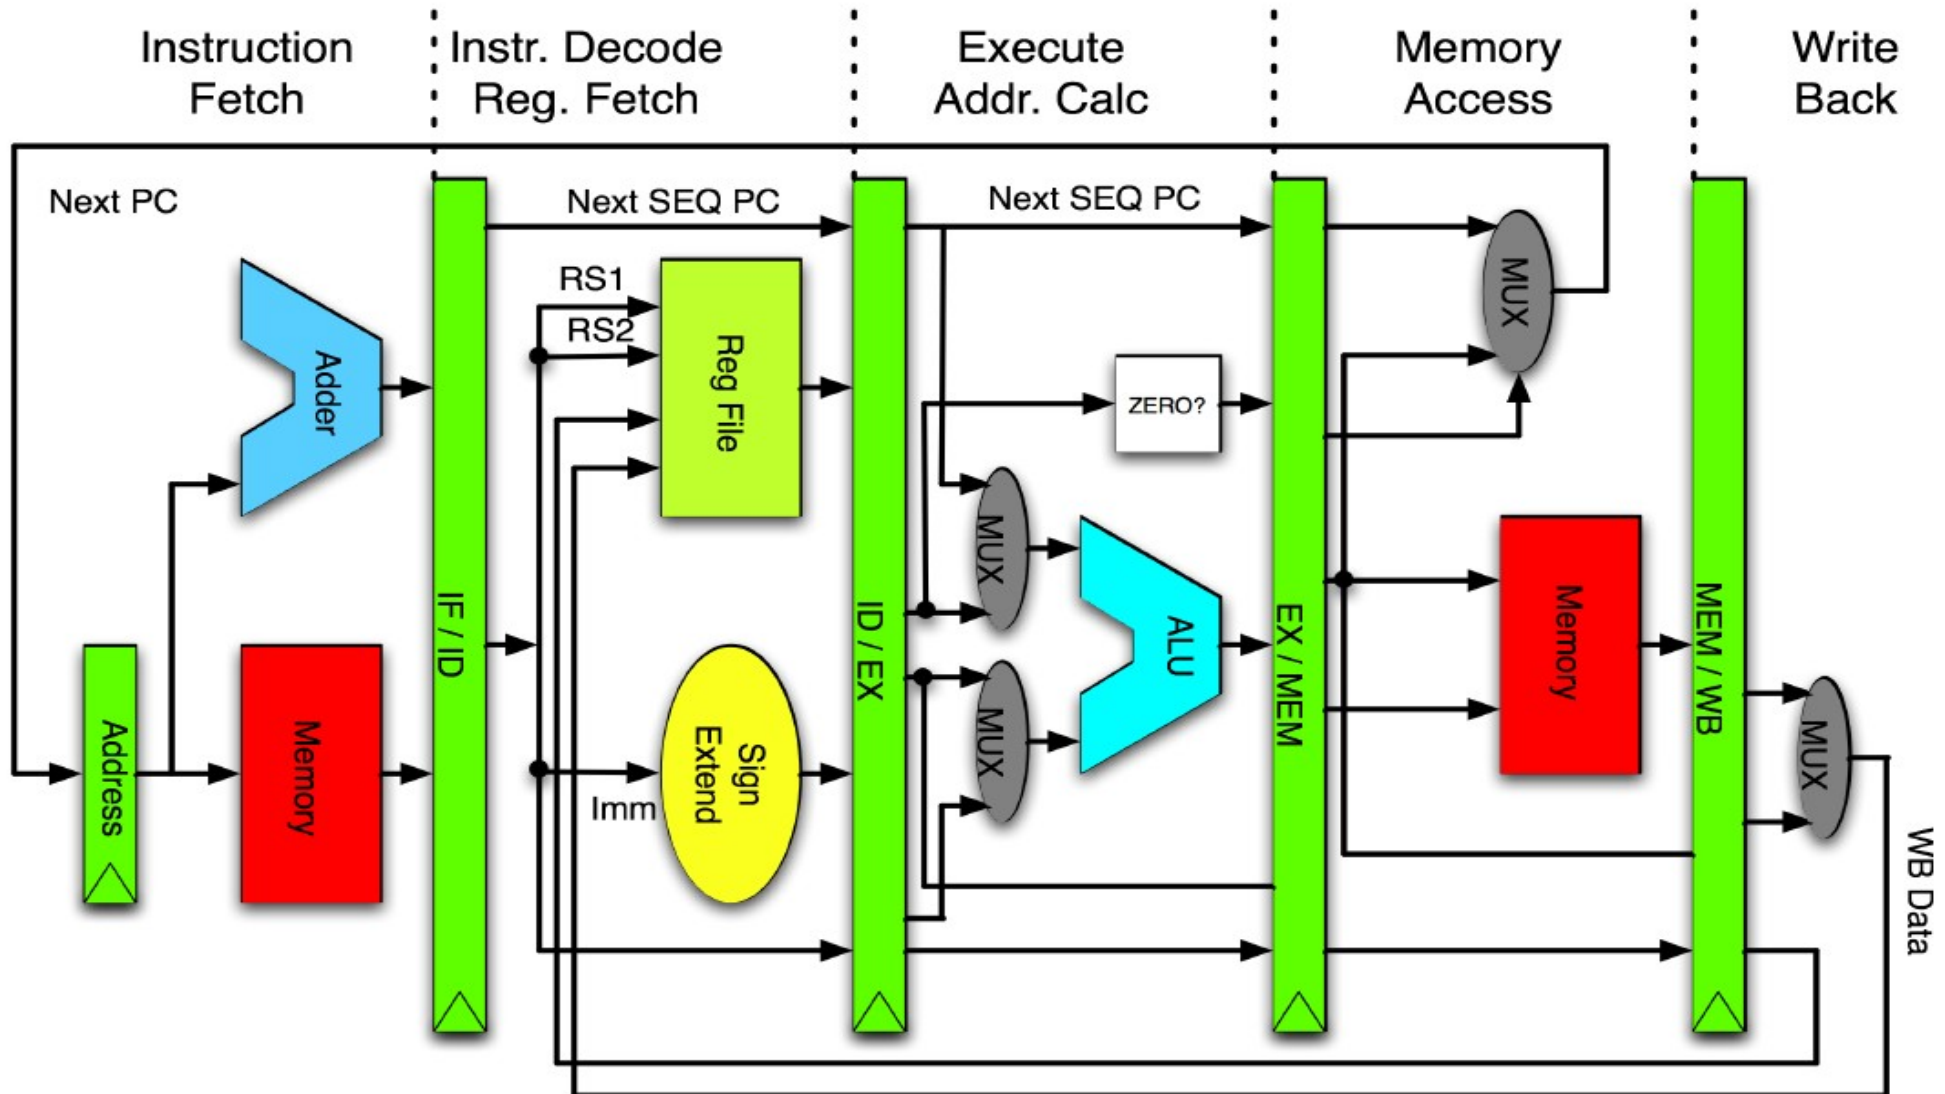 Instruction
Fetch
Instr. Decode
Reg. Fetch
Execute
Addr. Calc
Memory
Access
Write
Back
Next PC
Next SEQ PC
Next SEQ PC
RS1
RS2
Adder
Reg File
ZERO?
MUX
MUX
MUX
ALU
IF / ID
ID / EX
EX / MEM
MEM / WB
Address
Memory
Sign
Extend
Imm
Memory
MUX
WB Data